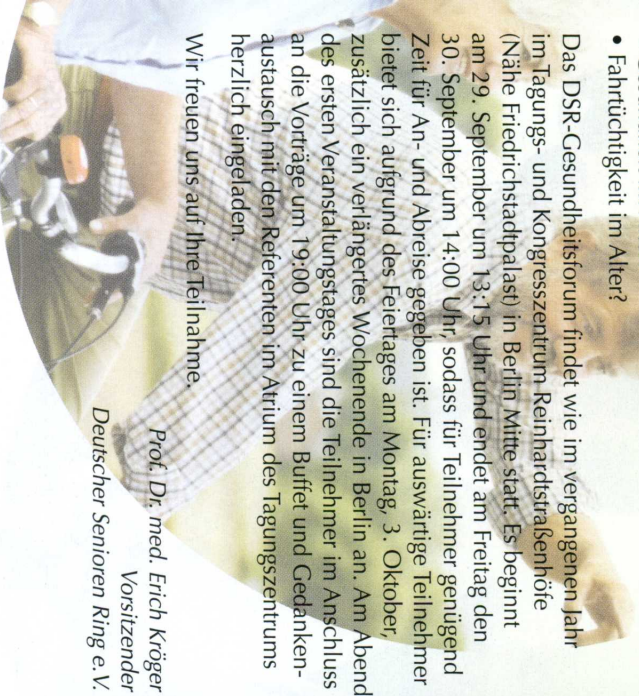 • Fahrtüchtigkeit im Alter?
Das DSR-Gesundheitsforum findet wie im vergangenen Jahr
im Tagungs- und Kongresszentrum Reinhardtstraßenhöfe
(Nähe Friedrichstadtpalast) in Berlin Mitte statt. Es beginnt
am 29. September um 13:15 Uhr und endet am Freitag den
30. September um 14:00 Uhr, sodass für Teilnehmer genügend
Zeit für An- und Abreise gegeben ist. Für auswärtige Teilnehmer
bietet sich aufgrund des Feiertages am Montag, 3. Oktober,
zusätzlich ein verlängertes Wochenende in Berlin an. Am Abend
des ersten Veranstaltungstages sind die Teilnehmer im Anschluss
an die Vorträge um 19:00 Uhr zu einem Buffet und Gedanken-
austausch mit den Referenten im Atrium des Tagungszentrums
herzlich eingeladen.
Wir freuen uns auf Ihre Teilnahme.
Prof. Dr. med. Erich Kröger
Vorsitzender
Deutscher Senioren Ring e.V.